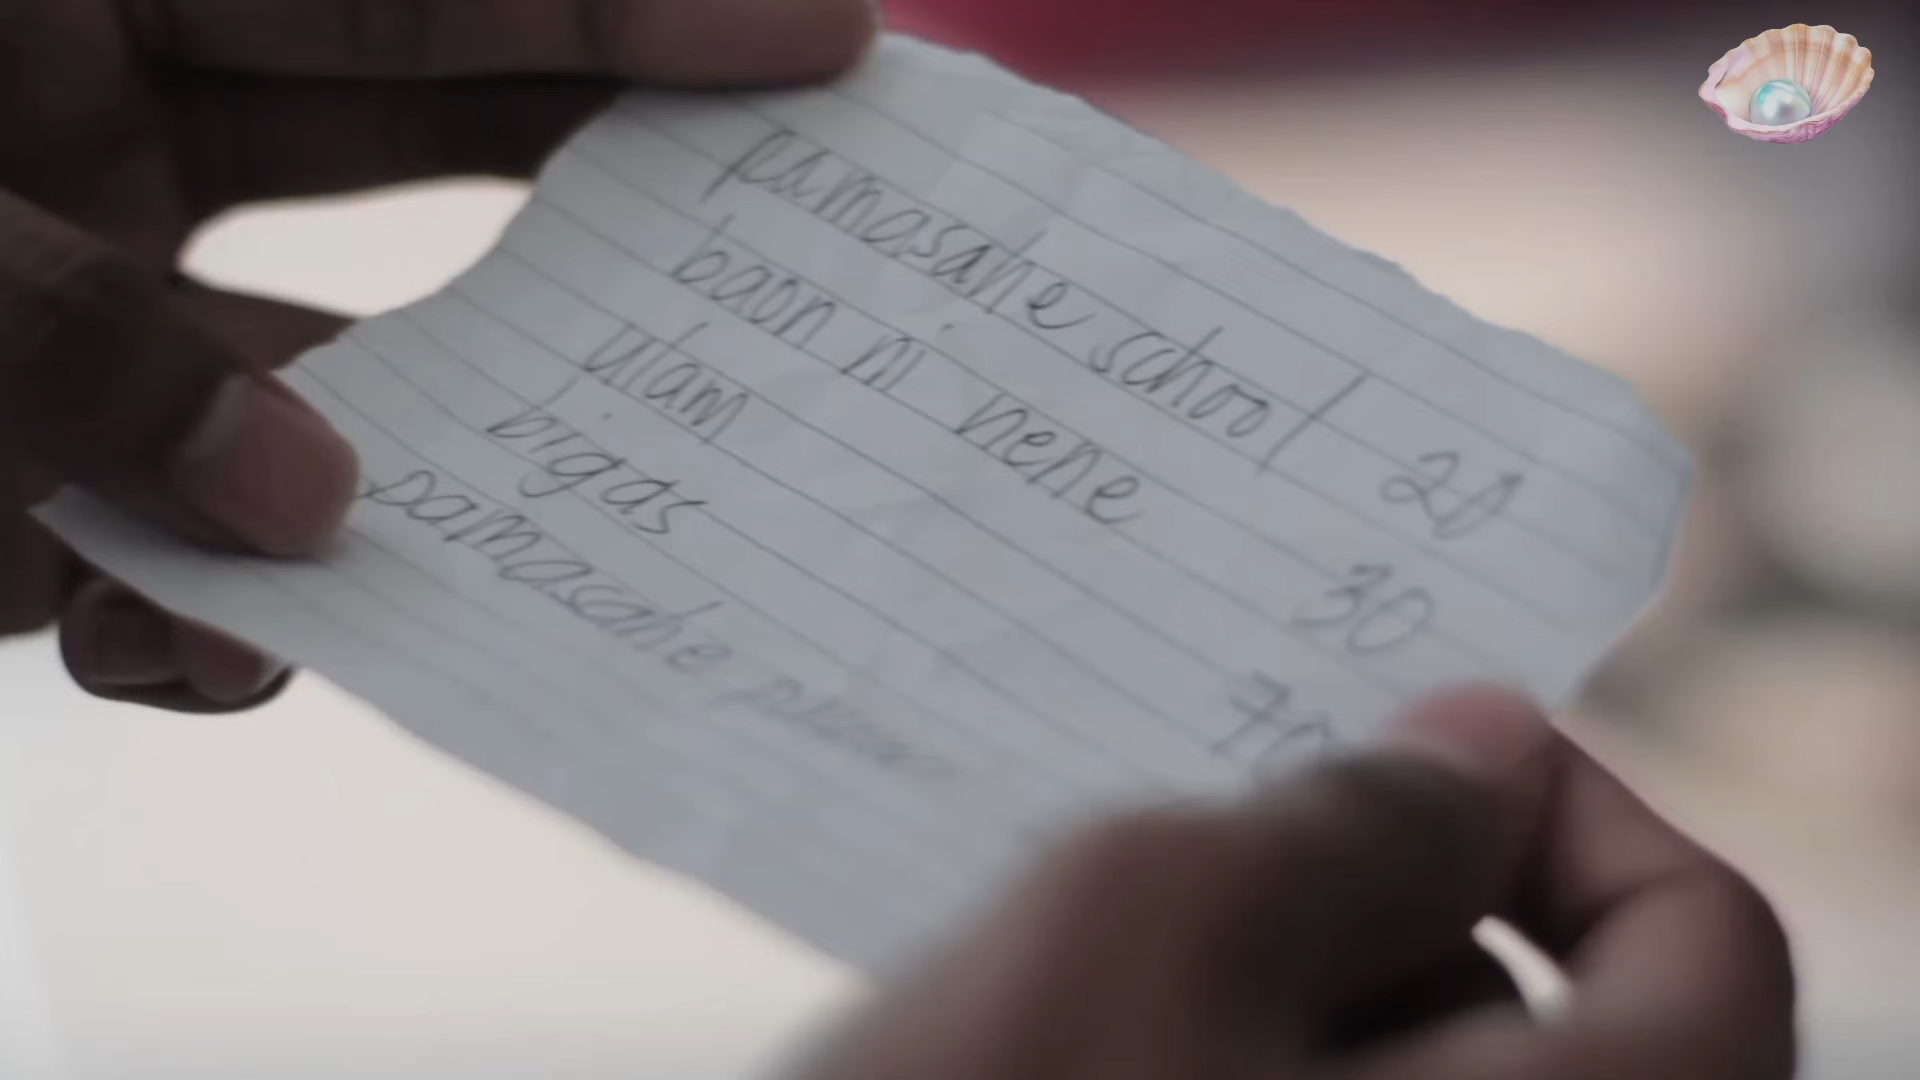 pamasahe school 20
baon ni nene 30
ulam 70
bigas
pamasahe